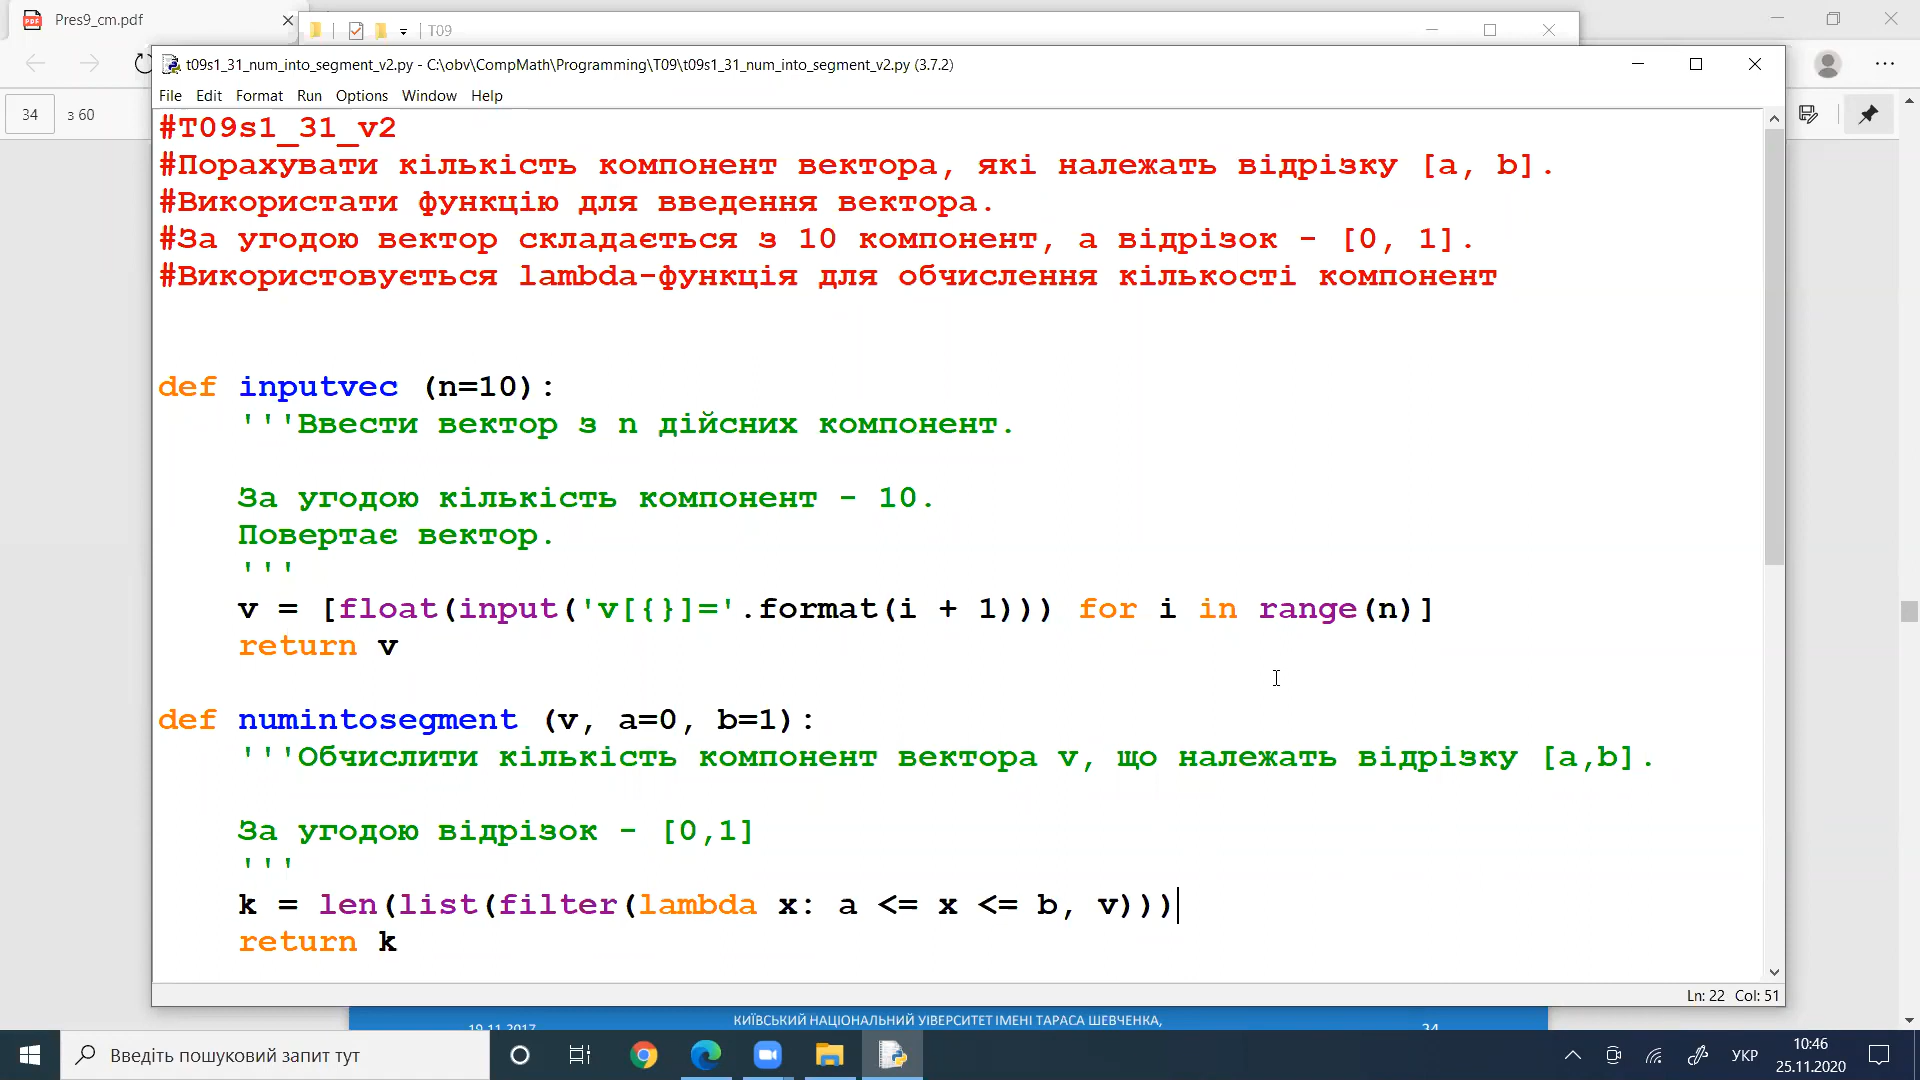 Pres9_cm.pdf
T09
t09s1_31_num_into_segment_v2.py - C:\obv\CompMath\Programming\T09\t09s1_31_num_into_segment_v2.py (3.7.2)
File Edit Format Run Options Window Help
34 з 60
#T09s1_31_v2
#Порахувати кількість компонент вектора, які належать відрізку [a, b].
#Використати функцію для введення вектора.
#За угодою вектор складається з 10 компонент, а відрізок - [0, 1].
#Використовується lambda-функція для обчислення кількості компонент
def inputvec (n=10):
'''Ввести вектор з n дійсних компонент.
За угодою кількість компонент - 10.
Повертає вектор.
'''
v = [float(input('v[{}]='.format(i + 1))) for i in range(n)]
return v
def numintosegment (v, a=0, b=1):
'''Обчислити кількість компонент вектора v, що належать відрізку [a,b].
За угодою відрізок - [0,1]
'''
k = len(list(filter(lambda x: a <= x <= b, v)))
return k
Ln: 22 Col: 51
19.11.2017
КИЇВСЬКИЙ НАЦІОНАЛЬНИЙ УІВЕРСИТЕТ ІМЕНІ ТАРАСА ШЕВЧЕНКА,
34
Введіть пошуковий запит тут
УКР
10:46
25.11.2020